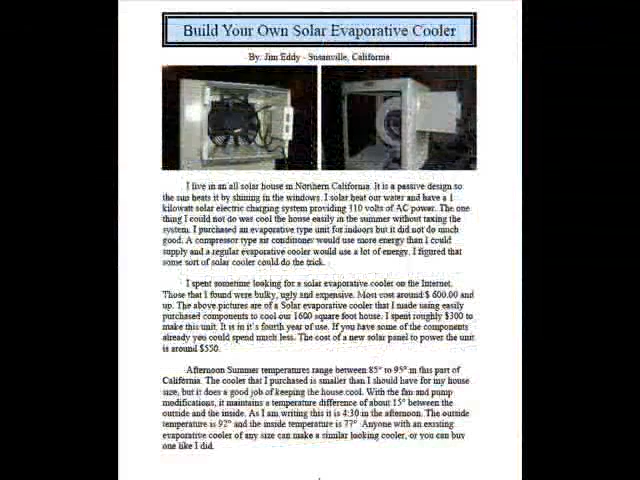 Build Your Own Solar Evaporative Cooler
By: Jim Eddy - Susanville, California
I live in an all solar house in Northern California. It is a passive design so
the sun heats it by shining in the windows. I solar heat our water and have a 1
kilowatt solar electric charging system providing 110 volts of AC power. The one
thing I could not do was cool the house easily in the summer without taxing the
system. I purchased an evaporative type unit for indoors but it did not do much
good. A compressor type air conditioner would use more energy than I could
supply and a regular evaporative cooler would use a lot of energy. I figured that
some sort of solar cooler could do the trick.
I spent sometime looking for a solar evaporative cooler on the Internet.
Those that I found were bulky, ugly and expensive. Most cost around $ 600.00 and
up. The above pictures are of a Solar evaporative cooler that I made using easily
purchased components to cool our 1600 square foot house. I spent roughly $300 to
make this unit. It is in it's fourth year of use. If you have some of the components
already you could spend much less. The cost of a new solar panel to power the unit
is around $550.
Afternoon Summer temperatures range between 85° to 95° in this part of
California. The cooler that I purchased is smaller than I should have for my house
size, but it does a good job of keeping the house cool. With the fan and pump
modifications, it maintains a temperature difference of about 15° between the
outside and the inside. As I am writing this it is 4:30 in the afternoon. The outside
temperature is 92° and the inside temperature is 77° Anyone with an existing
evaporative cooler of any size can make a similar looking cooler, or you can buy
one like I did.